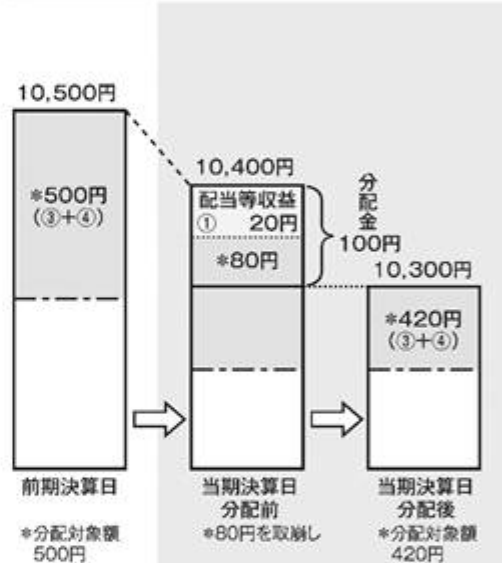 10,500円
*500円
(③+④)
前期決算日
*分配対象額
500円
10,400円
配当等収益
① 20円
*80円
分配金
100円
当期決算日
分配前
*80円を取崩し
10,300円
*420円
(③+④)
当期決算日
分配後
*分配対象額
420円